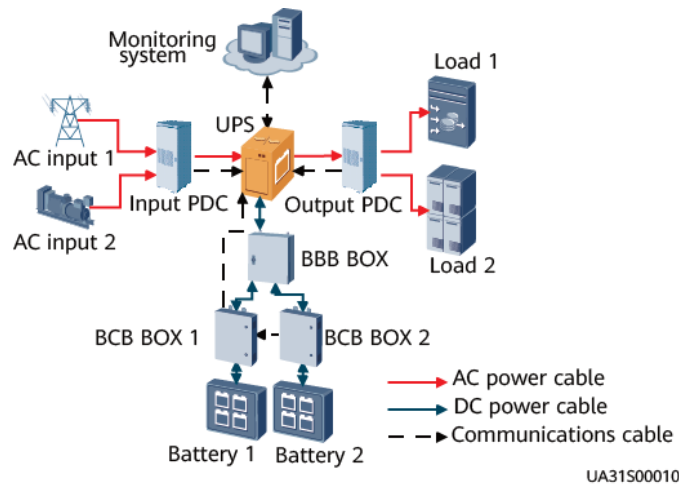 Monitoring
system
Load 1
UPS
AC input 1
Input PDC
Output PDC
AC input 2
Load 2
BBB BOX
BCB BOX 1
BCB BOX 2
AC power cable
DC power cable
Communications cable
Battery 1
Battery 2
UA31S00010